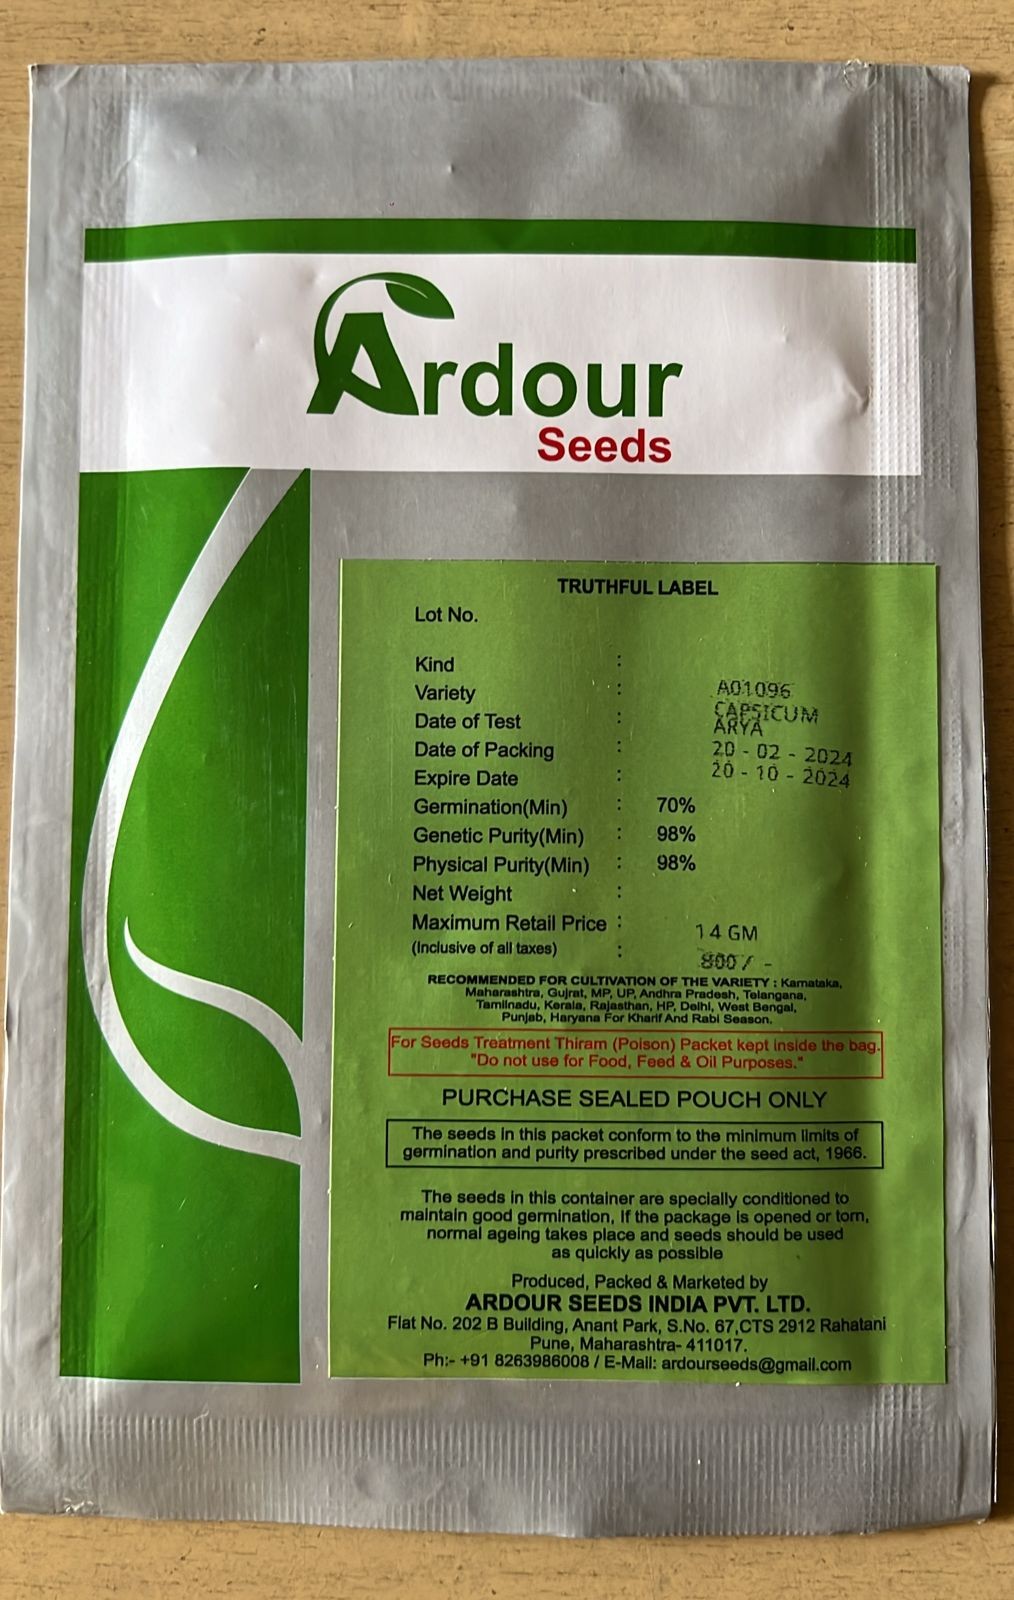 Ardour
Seeds
TRUTHFUL LABEL
Lot No.
Kind :
Variety : A01096
CAPSICUM
Date of Test : ARYA
Date of Packing : 20 - 02 - 2024
Expire Date : 20 - 10 - 2024
Germination(Min) : 70%
Genetic Purity(Min) : 98%
Physical Purity(Min) : 98%
Net Weight :
Maximum Retail Price : 14 GM
(Inclusive of all taxes) : 800/ -
RECOMMENDED FOR CULTIVATION OF THE VARIETY : Karnataka,
Maharashtra, Gujrat, MP, UP, Andhra Pradesh, Telangana,
Tamilnadu, Kerala, Rajasthan, HP, Delhi, West Bengal,
Punjab, Haryana For Kharif And Rabi Season.
For Seeds Treatment Thiram (Poison) Packet kept inside the bag.
"Do not use for Food, Feed & Oil Purposes."
PURCHASE SEALED POUCH ONLY
The seeds in this packet conform to the minimum limits of
germination and purity prescribed under the seed act, 1966.
The seeds in this container are specially conditioned to
maintain good germination, If the package is opened or torn,
normal ageing takes place and seeds should be used
as quickly as possible
Produced, Packed & Marketed by
ARDOUR SEEDS INDIA PVT. LTD.
Flat No. 202 B Building, Anant Park, S.No. 67,CTS 2912 Rahatani
Pune, Maharashtra- 411017.
Ph:- +91 8263986008 / E-Mail: ardourseeds@gmail.com